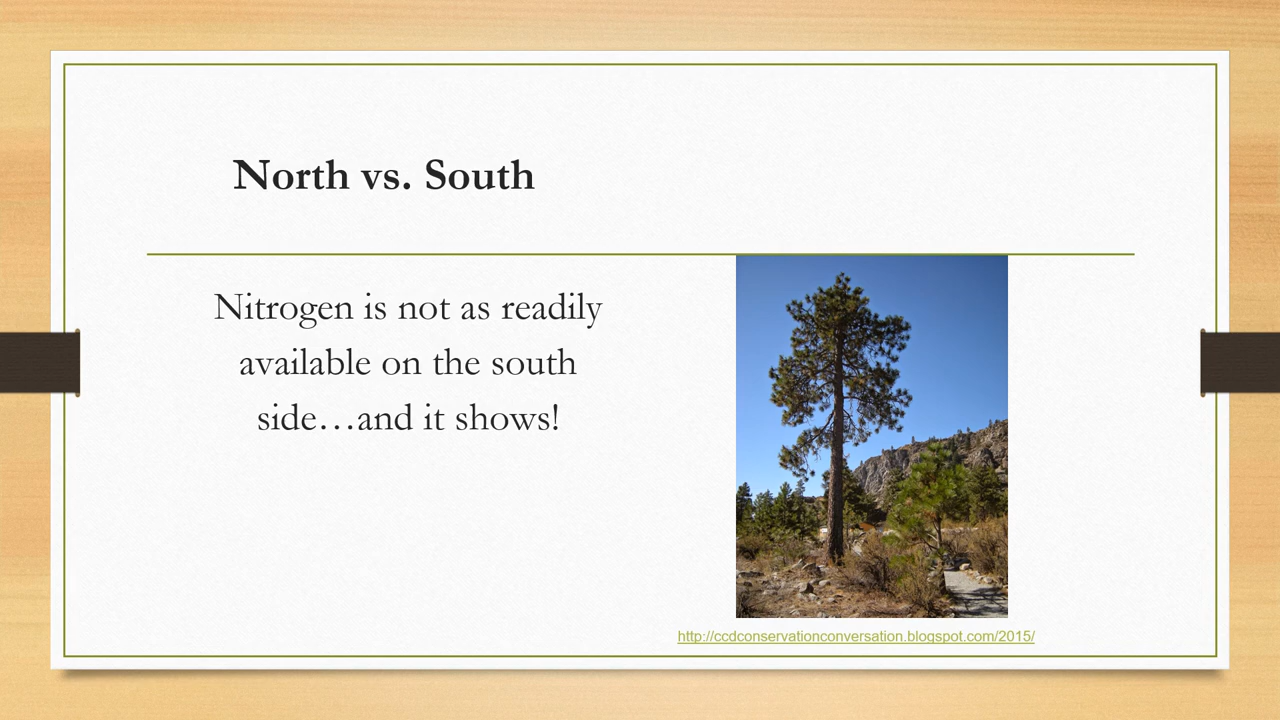 North vs. South
Nitrogen is not as readily
available on the south
side…and it shows!
http://ccdconservationconversation.blogspot.com/2015/